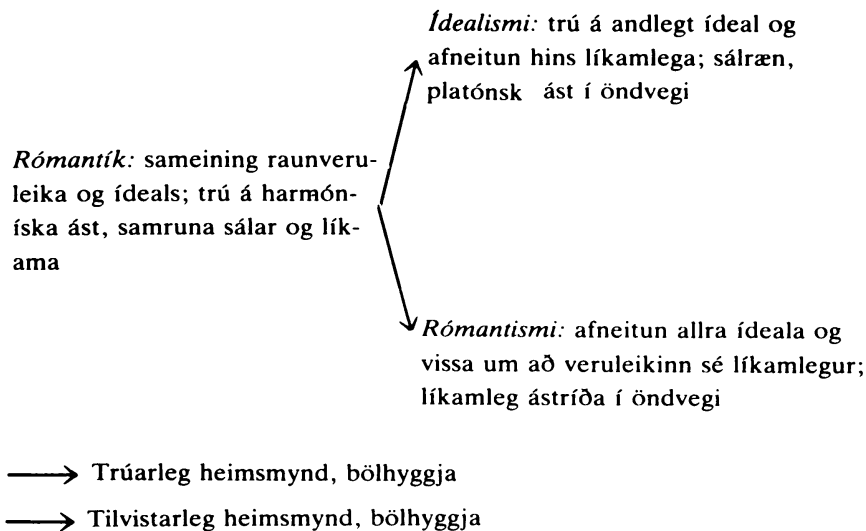 Ídealismi: trú á andlegt ídeal og
afneitun hins líkamlega; sálræn,
platónsk ást í öndvegi
Rómantík: sameining raunveru-
leika og ídeals; trú á harmón-
íska ást, samruna sálar og lík-
ama
Rómantismi: afneitun allra ídeala og
vissa um að veruleikinn sé líkamlegur;
líkamleg ástríða í öndvegi
Trúarleg heimsmynd, bölhyggja
Tilvistarleg heimsmynd, bölhyggja